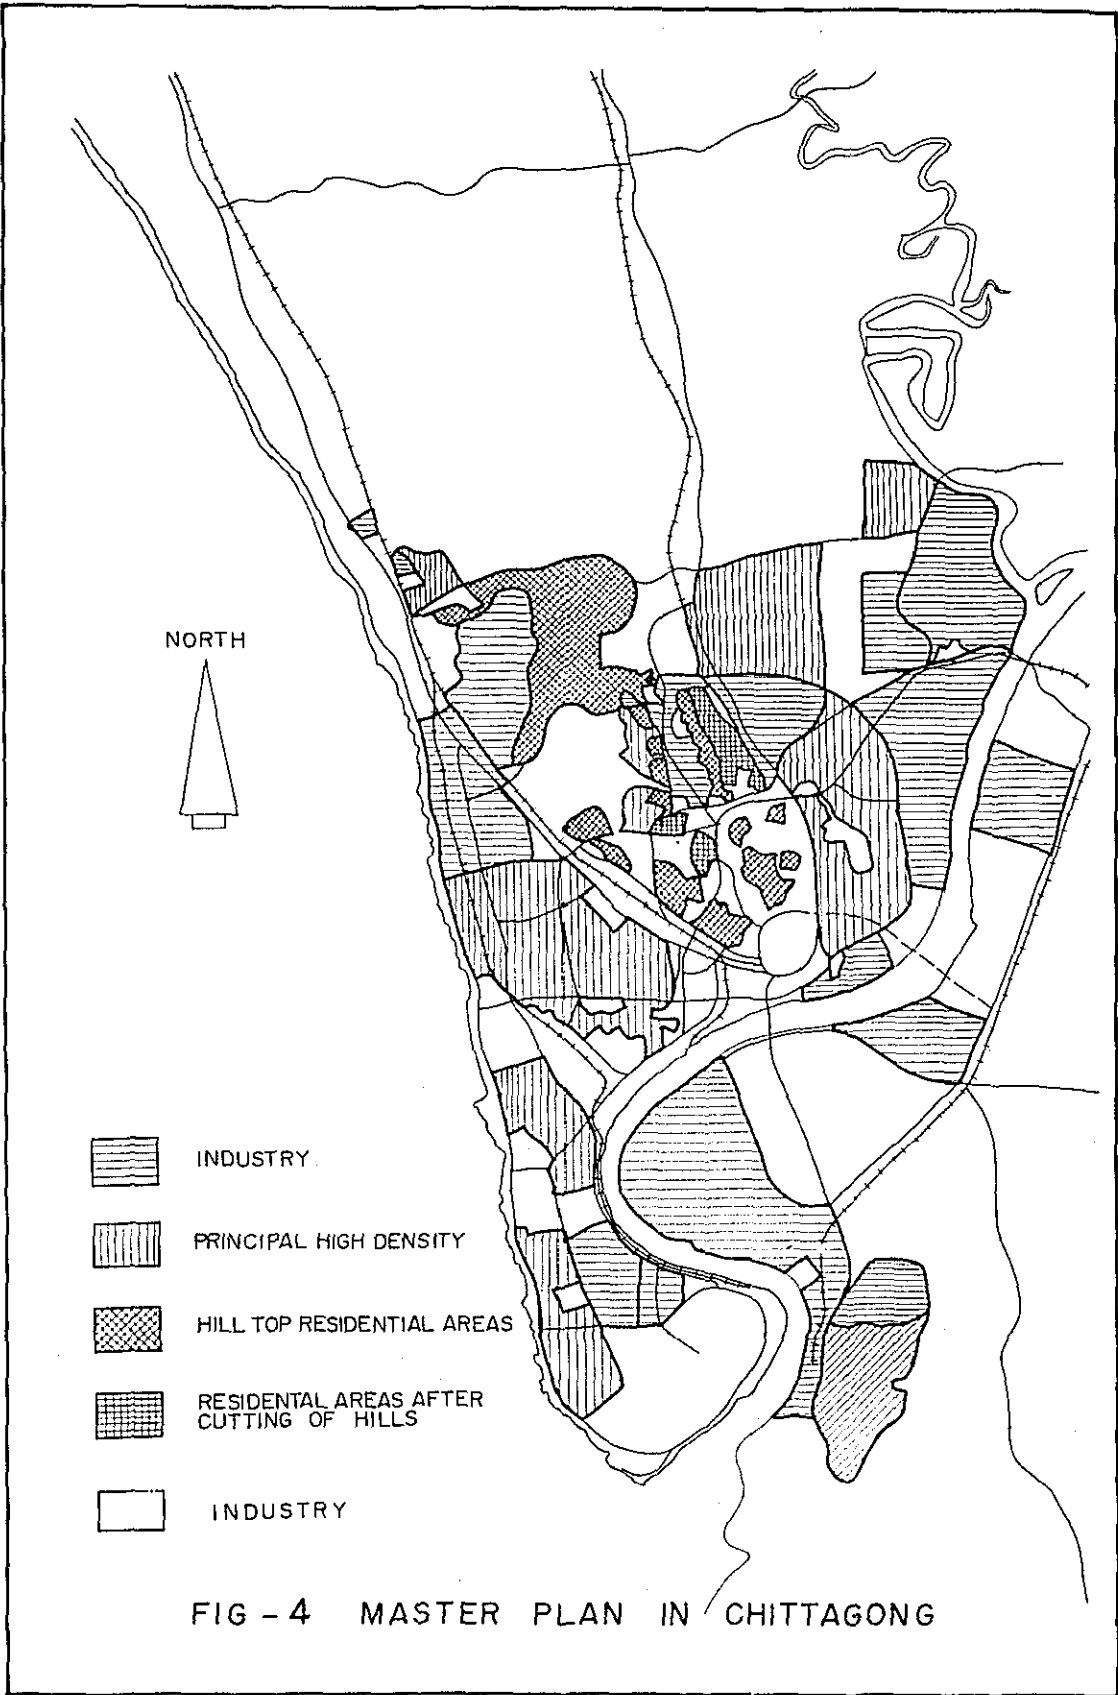 NORTH
INDUSTRY
PRINCIPAL HIGH DENSITY
HILL TOP RESIDENTIAL AREAS
RESIDENTAL AREAS AFTER
CUTTING OF HILLS
INDUSTRY
FIG - 4 MASTER PLAN IN CHITTAGONG